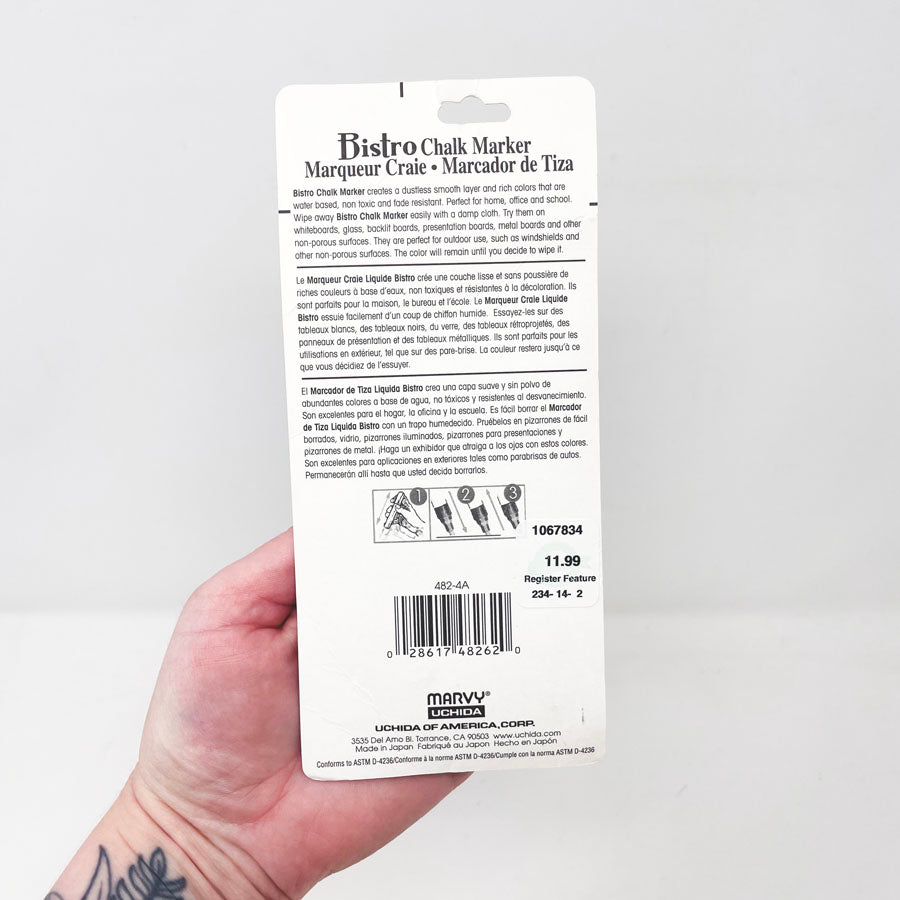 Bistro Chalk Marker
Marqueur Craie • Marcador de Tiza
Bistro Chalk Marker creates a dustless smooth layer and rich colors that are
water based, non toxic and fade resistant. Perfect for home, office and school.
Wipe away Bistro Chalk Marker easily with a damp cloth. Try them on
whiteboards, glass, backlit boards, presentation boards, metal boards and other
non-porous surfaces. They are perfect for outdoor use, such as windshields and
other non-porous surfaces. The color will remain until you decide to wipe it.
Le Marqueur Craie Liquide Bistro crée une couche lisse et sans poussière de
riches couleurs à base d'eaux, non toxiques et résistantes à la décoloration. Ils
sont parfaits pour la maison, le bureau et l'école. Le Marqueur Craie Liquide
Bistro essuie facilement d'un coup de chiffon humide. Essayez-les sur des
tableaux blancs, des tableaux noirs, du verre, des tableaux rétroprojetés, des
panneaux de présentation et des tableaux métalliques. Ils sont parfaits pour les
utilisations en extérieur, tel que sur des pare-brise. La couleur restera jusqu'à ce
que vous décidiez de l'essuyer.
El Marcador de Tiza Liquida Bistro crea una capa suave y sin polvo de
abundantes colores a base de agua, no tóxicos y resistentes al desvanecimiento.
Son excelentes para el hogar, la oficina y la escuela. Es fácil borrar el Marcador
de Tiza Liquida Bistro con un trapo humedecido. Pruébelos en pizarrones de fácil
borrados, vidrio, pizarrones iluminados, pizarrones para presentaciones y
pizarrones de metal. ¡Haga un exhibidor que atraiga a los ojos con estos colores.
Son excelentes para aplicaciones en exteriores tales como parabrisas de autos.
Permanecerán allí hasta que usted decida borrarlos.
1 2 3
1067834
11.99
Register Feature
234- 14- 2
482-4A
0 28617 48262 0
MARVY®
UCHIDA
UCHIDA OF AMERICA,CORP.
3535 Del Amo Bl. Torrance, CA 90503 www.uchida.com
Made in Japan Fabriqué au Japon Hecho en Japón
Conforms to ASTM D-4236/Conforme à la norme ASTM D-4236/Cumple con la norma ASTM D-4236